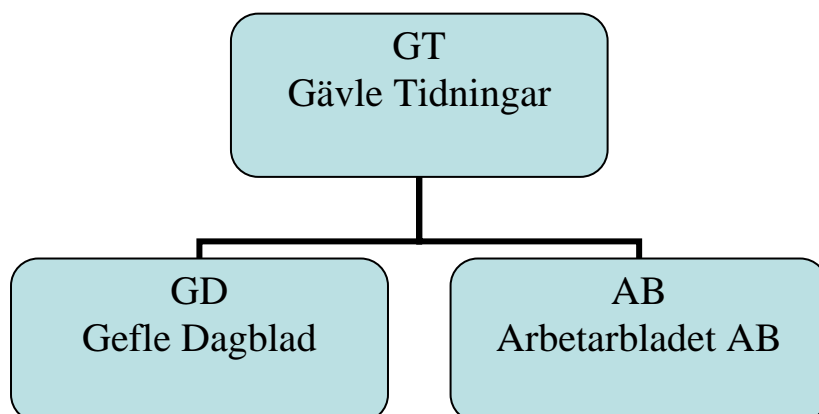 GT
Gävle Tidningar
GD
Gefle Dagblad
AB
Arbetarbladet AB